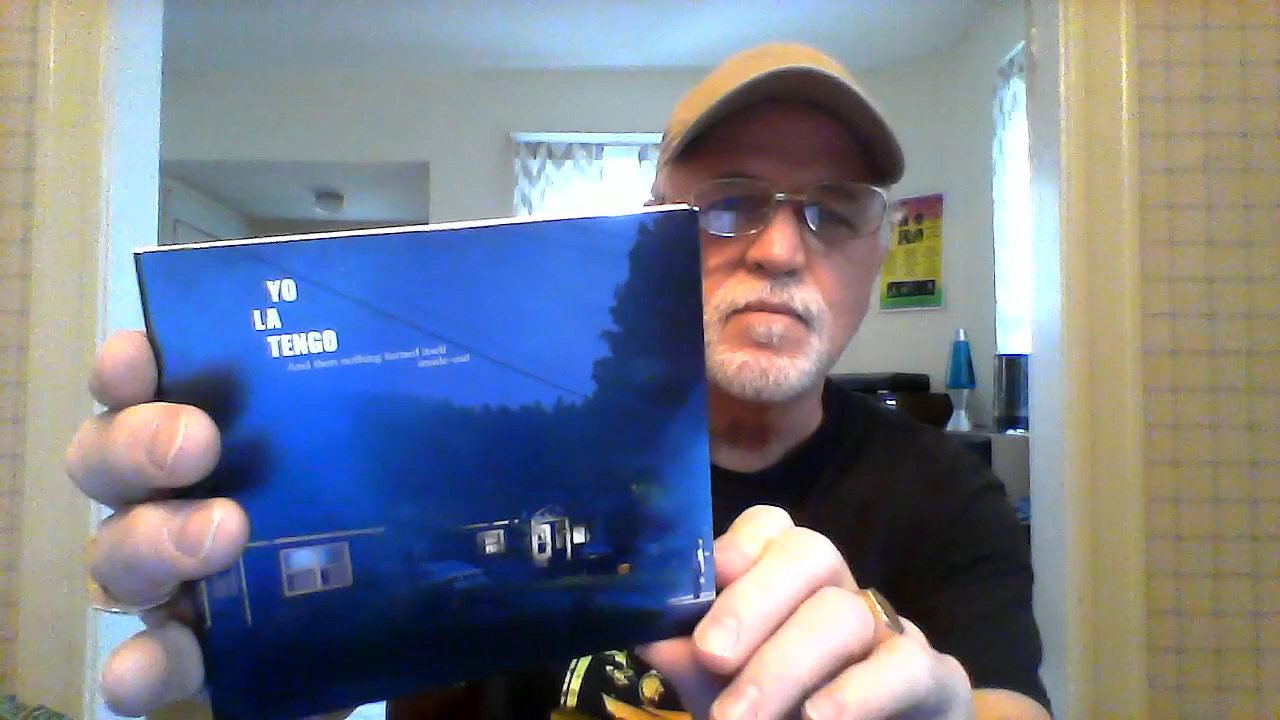 YO
LA
TENGO
And then nothing turned itself
inside-out